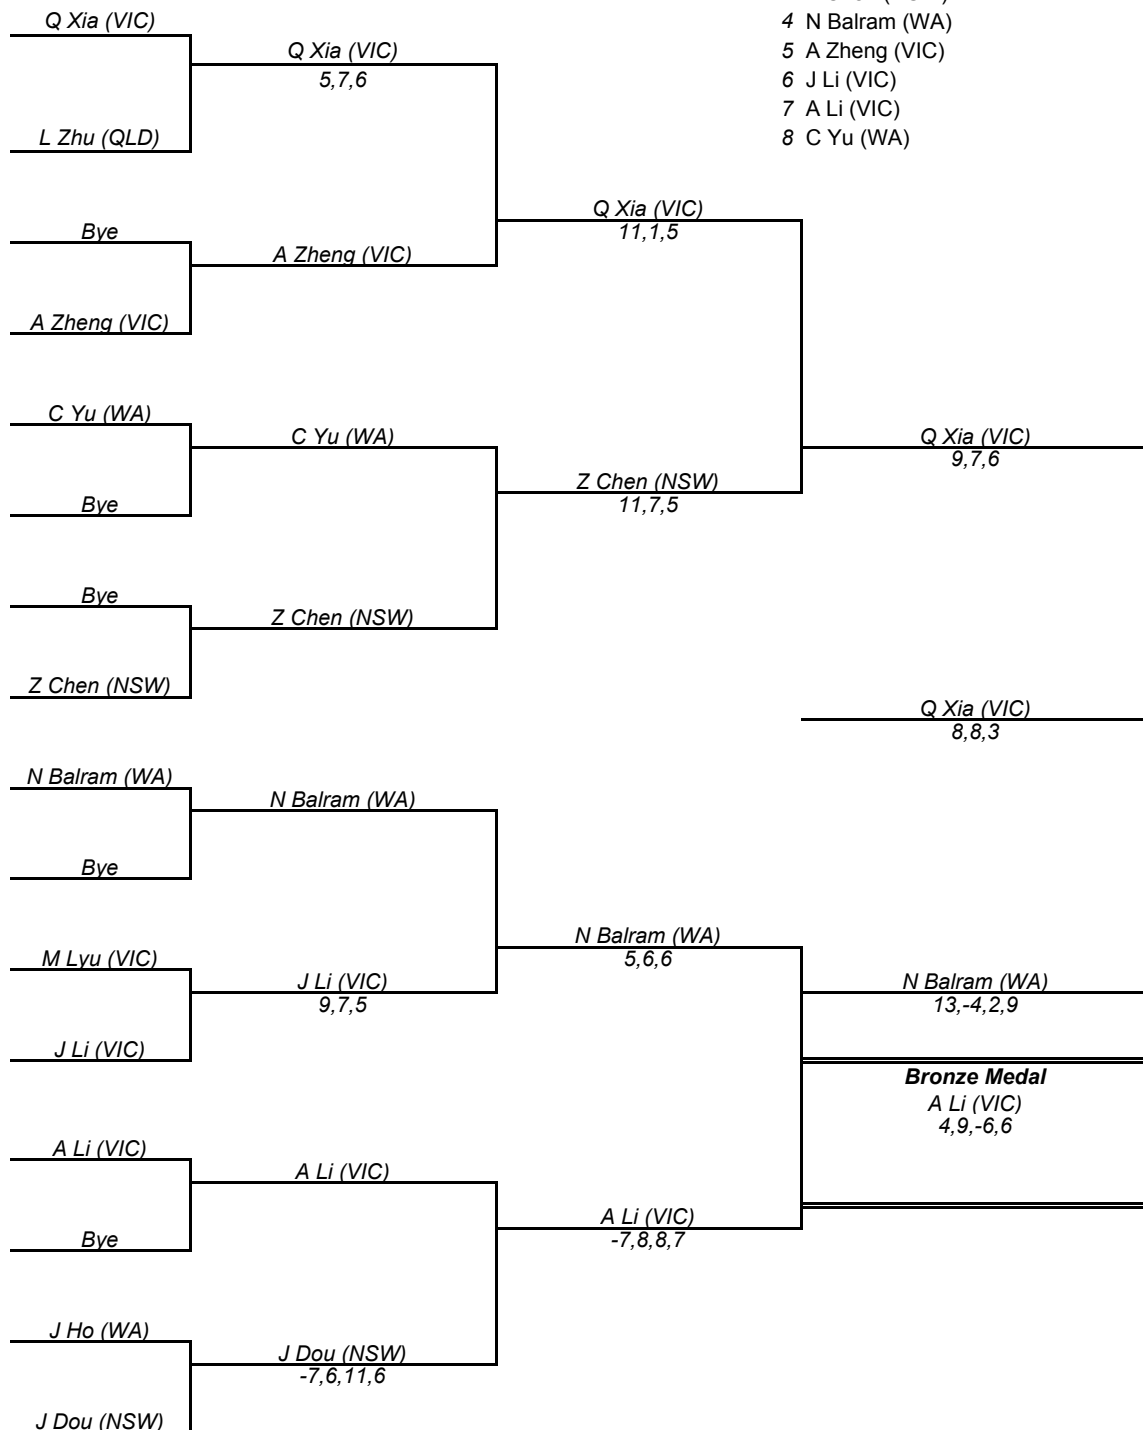 4 N Balram (WA)
5 A Zheng (VIC)
6 J Li (VIC)
7 A Li (VIC)
8 C Yu (WA)
Q Xia (VIC)
L Zhu (QLD)
Bye
A Zheng (VIC)
C Yu (WA)
Bye
Bye
Z Chen (NSW)
N Balram (WA)
Bye
M Lyu (VIC)
J Li (VIC)
A Li (VIC)
Bye
J Ho (WA)
J Dou (NSW)
Q Xia (VIC)
5,7,6
A Zheng (VIC)
C Yu (WA)
Z Chen (NSW)
N Balram (WA)
J Li (VIC)
9,7,5
A Li (VIC)
J Dou (NSW)
-7,6,11,6
Q Xia (VIC)
11,1,5
Z Chen (NSW)
11,7,5
N Balram (WA)
5,6,6
A Li (VIC)
-7,8,8,7
Q Xia (VIC)
9,7,6
Q Xia (VIC)
8,8,3
N Balram (WA)
13,-4,2,9
Bronze Medal
A Li (VIC)
4,9,-6,6